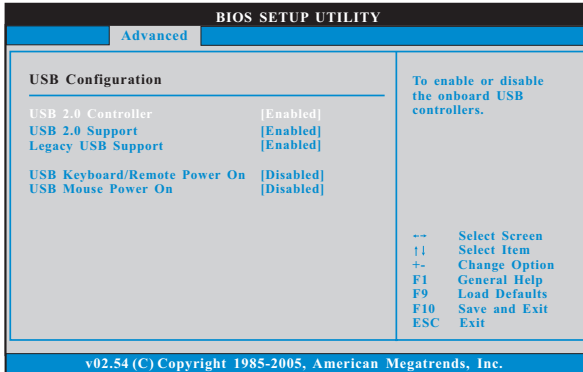 BIOS SETUP UTILITY
Advanced
USB Configuration
USB 2.0 Controller [Enabled]
USB 2.0 Support [Enabled]
Legacy USB Support [Enabled]
USB Keyboard/Remote Power On [Disabled]
USB Mouse Power On [Disabled]
To enable or disable
the onboard USB
controllers.
←→ Select Screen
↑↓ Select Item
+- Change Option
F1 General Help
F9 Load Defaults
F10 Save and Exit
ESC Exit
v02.54 (C) Copyright 1985-2005, American Megatrends, Inc.